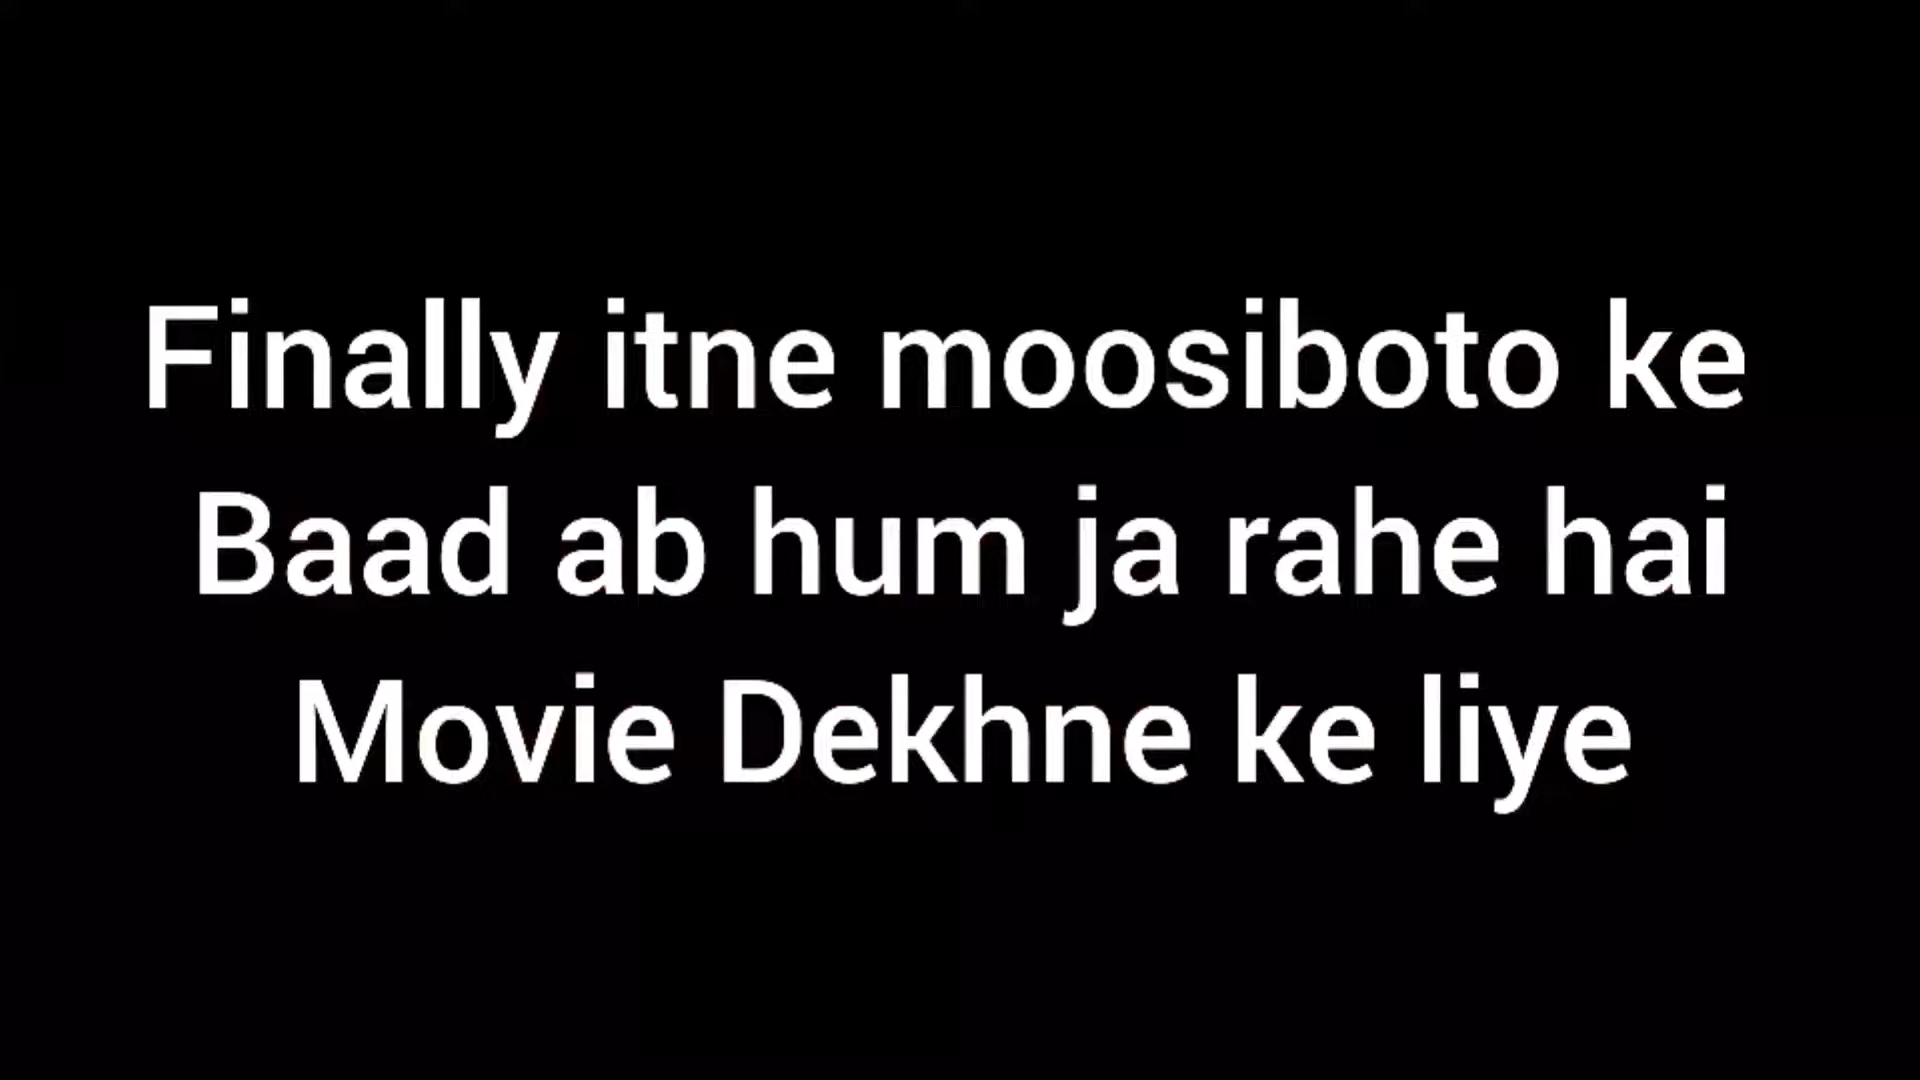 Finally itne moosiboto ke
Baad ab hum ja rahe hai
Movie Dekhne ke liye